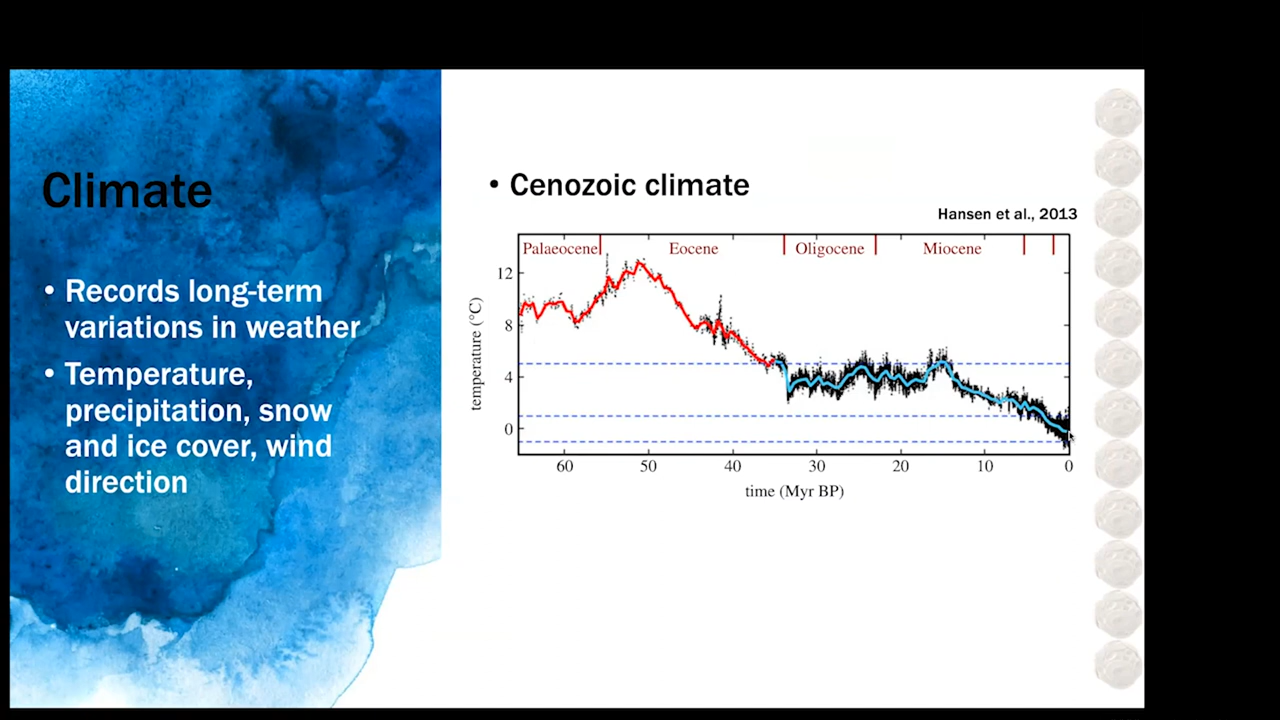 Climate
• Records long-term
variations in weather
• Temperature,
precipitation, snow
and ice cover, wind
direction
• Cenozoic climate
Hansen et al., 2013
Palaeocene Eocene Oligocene Miocene
12
8
4
0
temperature (°C)
60 50 40 30 20 10 0
time (Myr BP)